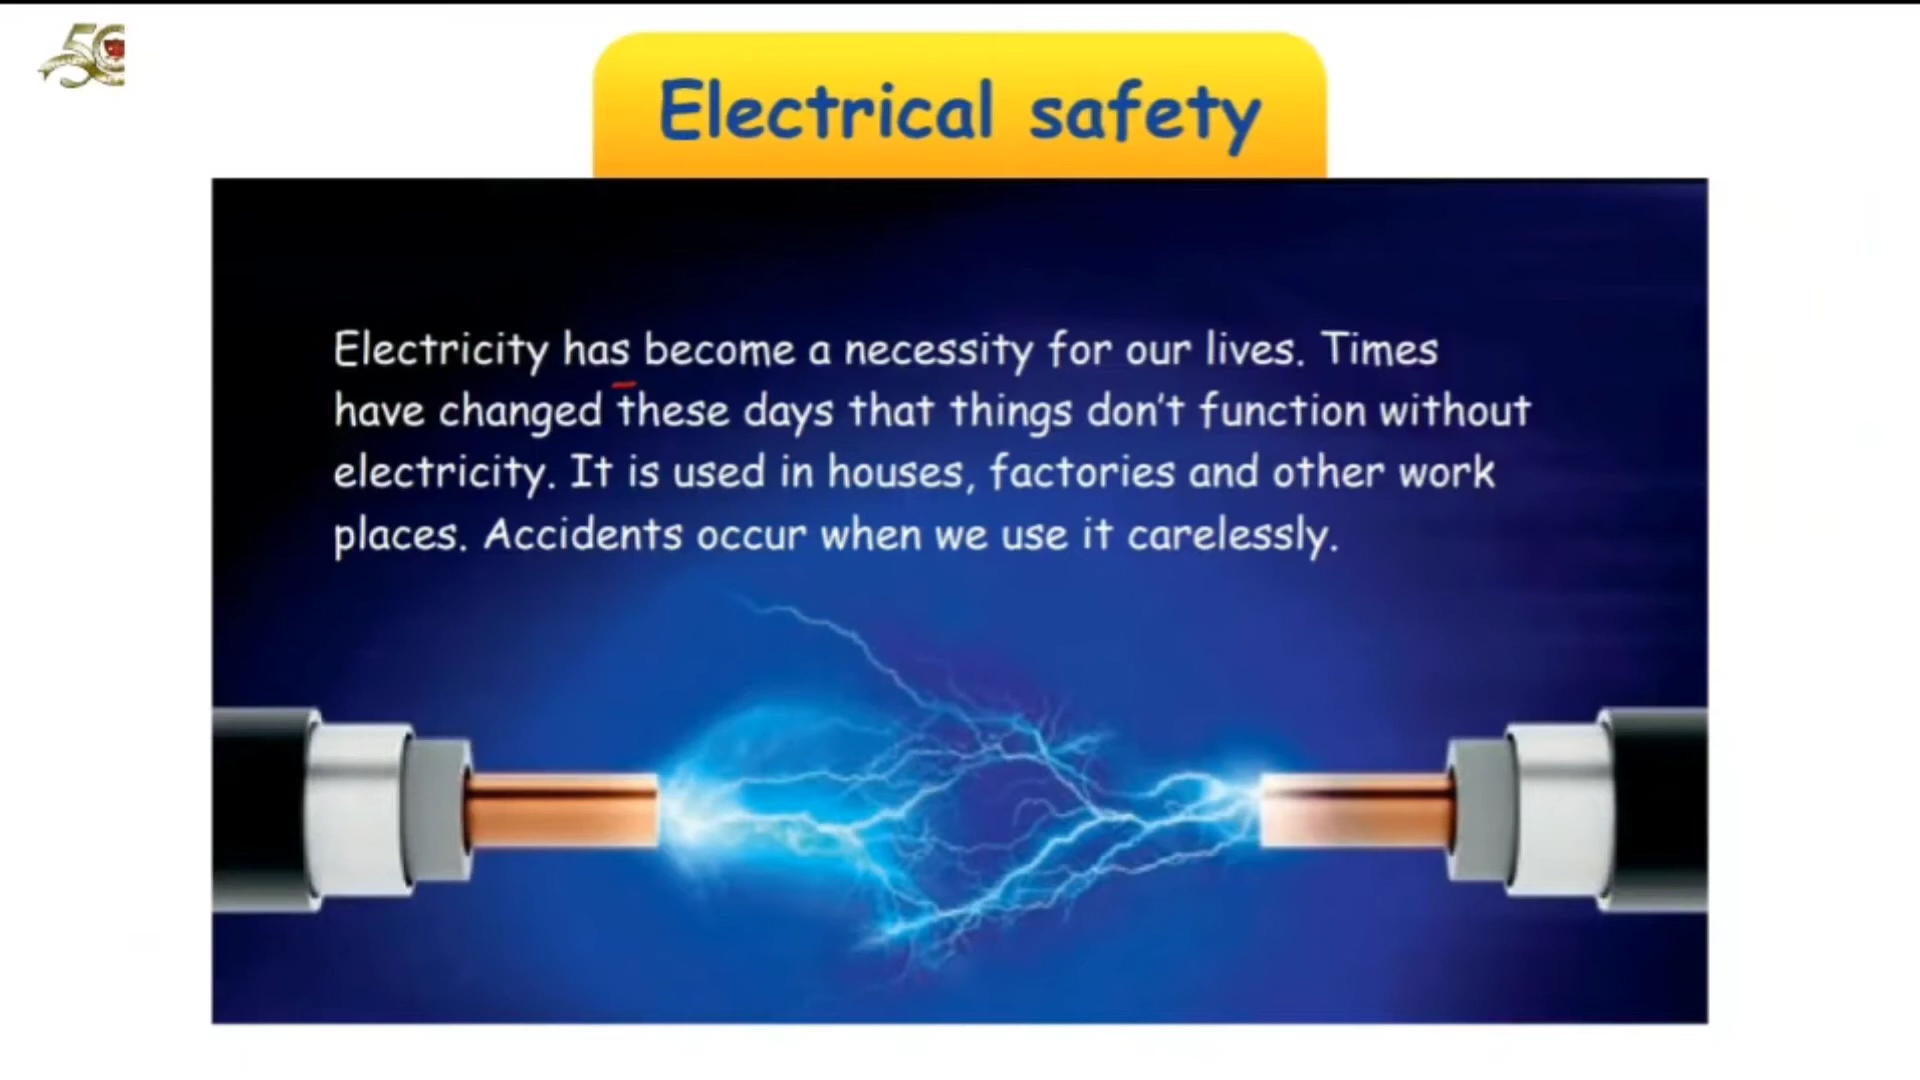 50
Electrical safety
Electricity has become a necessity for our lives. Times
have changed these days that things don't function without
electricity. It is used in houses, factories and other work
places. Accidents occur when we use it carelessly.